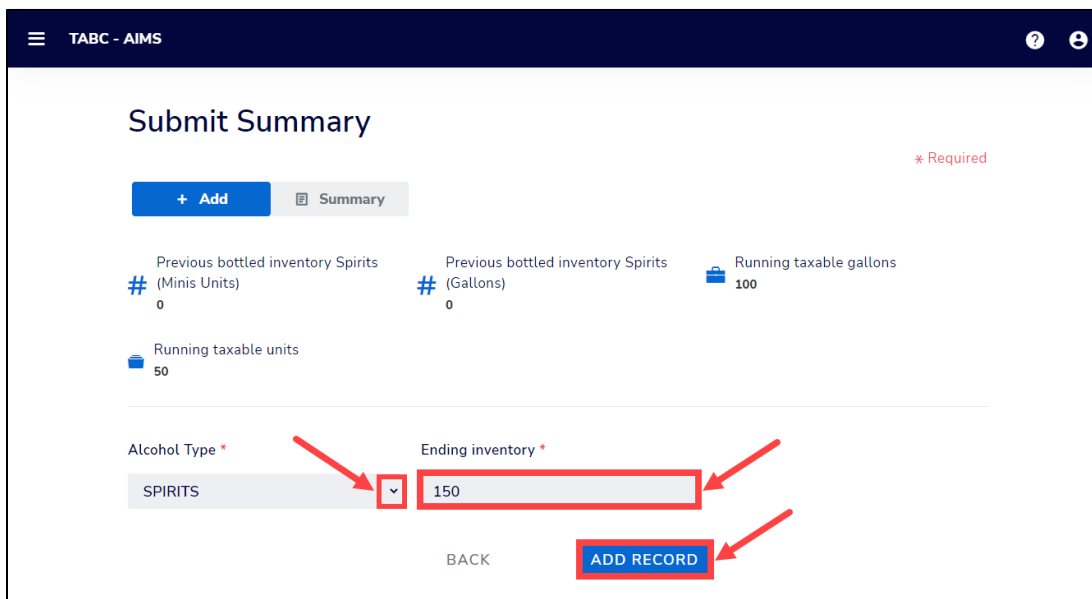 TABC - AIMS
Submit Summary
* Required
+ Add
Summary
Previous bottled inventory Spirits
(Minis Units)
0
Previous bottled inventory Spirits
(Gallons)
0
Running taxable gallons
100
Running taxable units
50
Alcohol Type *
Ending inventory *
SPIRITS
150
BACK
ADD RECORD